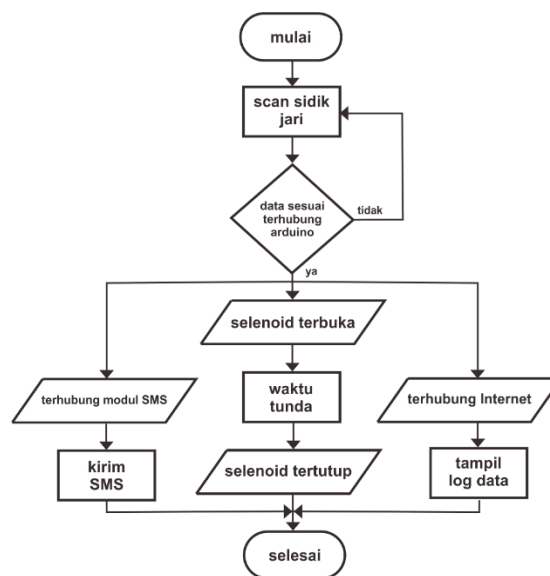 mulai
scan sidik
jari
data sesuai
terhubung
arduino
tidak
ya
selenoid terbuka
terhubung modul SMS
waktu
tunda
terhubung Internet
kirim
SMS
selenoid tertutup
tampil
log data
selesai